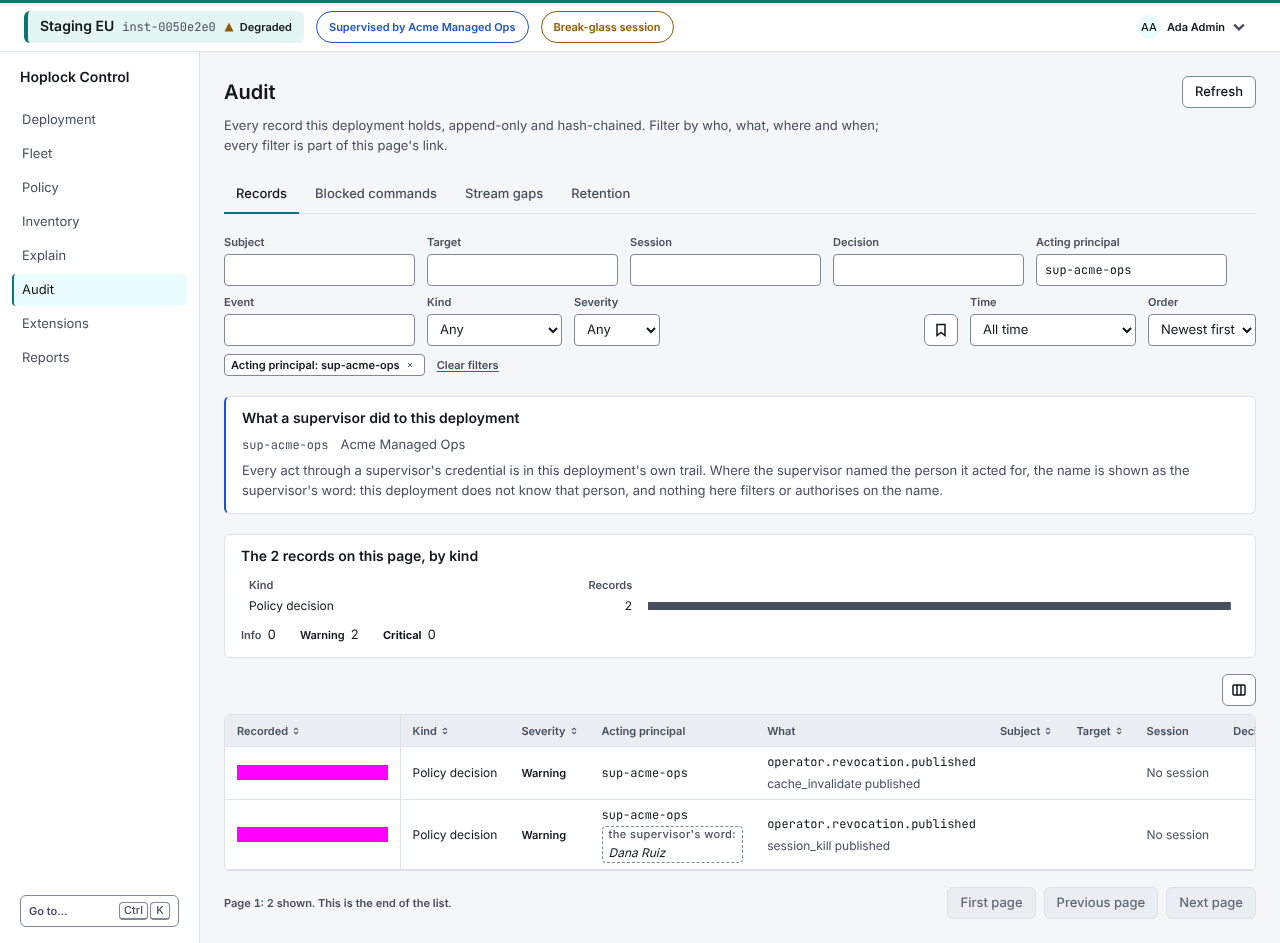 Staging EU inst-0050e2e0 Degraded Supervised by Acme Managed Ops Break-glass session AA Ada Admin
Hoplock Control
Deployment
Fleet
Policy
Inventory
Explain
Audit
Extensions
Reports
Go to... Ctrl K
Audit
Refresh
Every record this deployment holds, append-only and hash-chained. Filter by who, what, where and when;
every filter is part of this page's link.
Records Blocked commands Stream gaps Retention
Subject Target Session Decision Acting principal
sup-acme-ops
Event Kind Severity Time Order
Any Any All time Newest first
Acting principal: sup-acme-ops × Clear filters
What a supervisor did to this deployment
sup-acme-ops Acme Managed Ops
Every act through a supervisor's credential is in this deployment's own trail. Where the supervisor named the person it acted for, the name is shown as the
supervisor's word: this deployment does not know that person, and nothing here filters or authorises on the name.
The 2 records on this page, by kind
Kind Records
Policy decision 2
Info 0 Warning 2 Critical 0
Recorded Kind Severity Acting principal What Subject Target Session Deci
Policy decision Warning sup-acme-ops operator.revocation.published No session
cache_invalidate published
Policy decision Warning sup-acme-ops operator.revocation.published No session
the supervisor's word: session_kill published
Dana Ruiz
Page 1: 2 shown. This is the end of the list. First page Previous page Next page